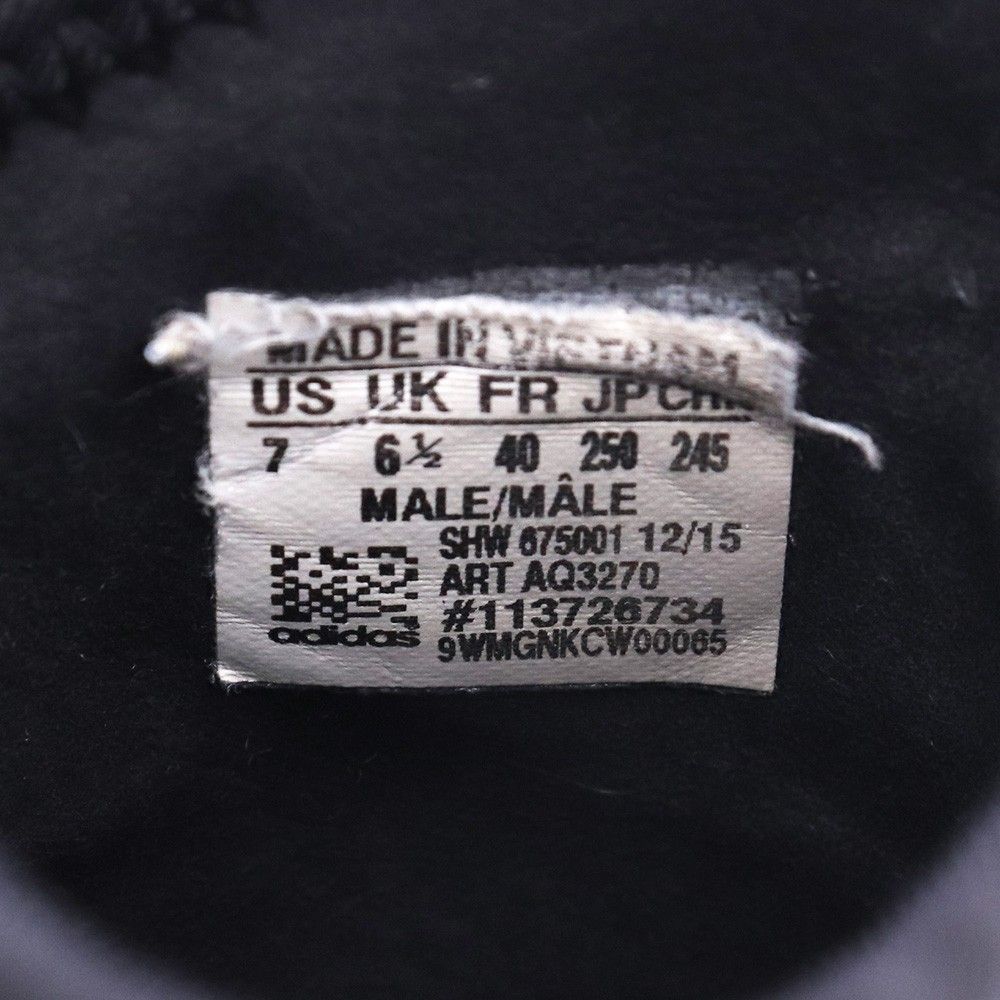 MADE IN VIETNAM
US UK FR JP CHN
7 6½ 40 250 245
MALE/MÂLE
SHW 675001 12/15
ART AQ3270
#113726734
adidas 9WMGNKCW00065